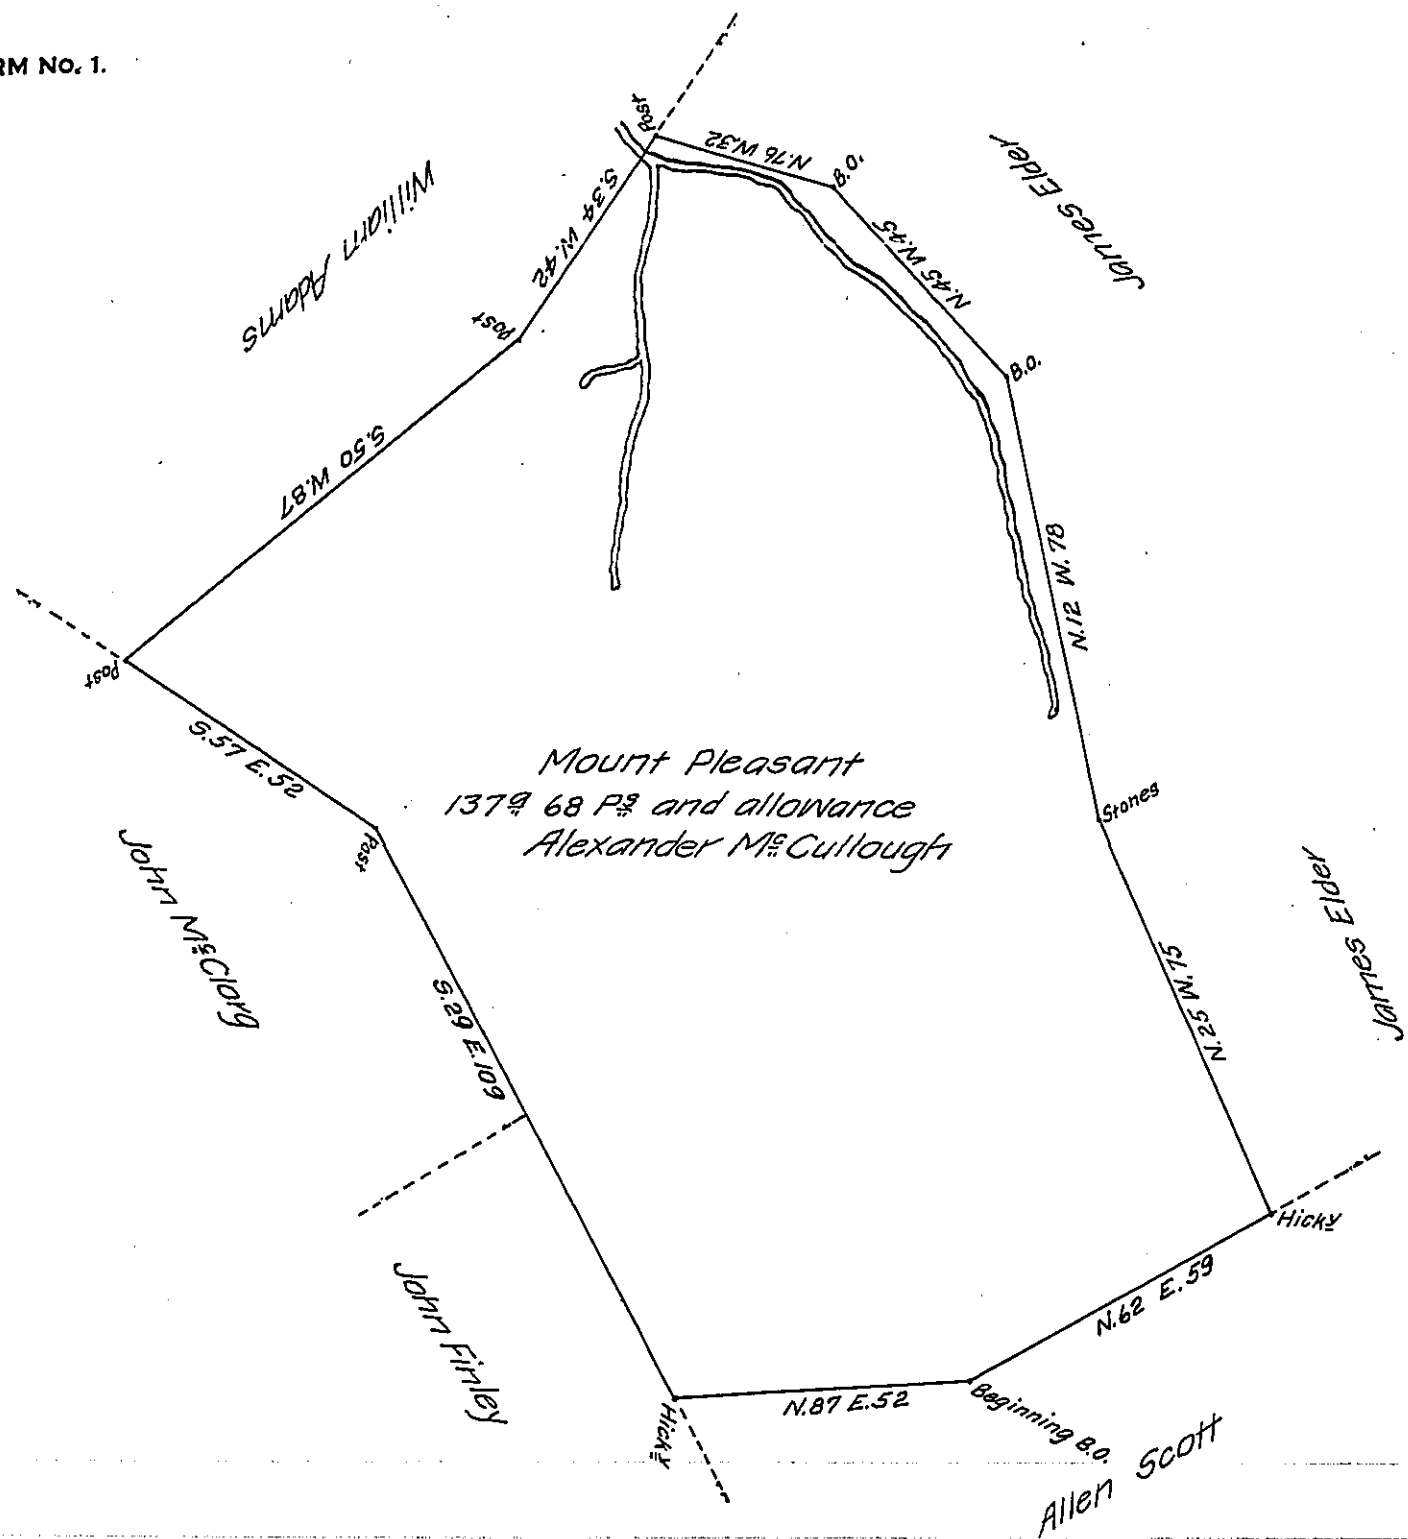 RM No. 1.
Post
N.76 W.32
B.O.
James Elder
William Adams
S.34 W.42
N.45 W.45
Post
B.O.
S.50 W.87
N.12 W.78
Post
S.57 E.52
Mount Pleasant
137ᵃ 68 Pˢ and allowance
Alexander MᶜCullough
Stones
Post
John MᶜClorg
James Elder
N.25 W.75
S.29 E.109
Hickʸ
N.62 E.59
John Finley
N.87 E.52
Beginning B.O.
Hickʸ
Allen Scott